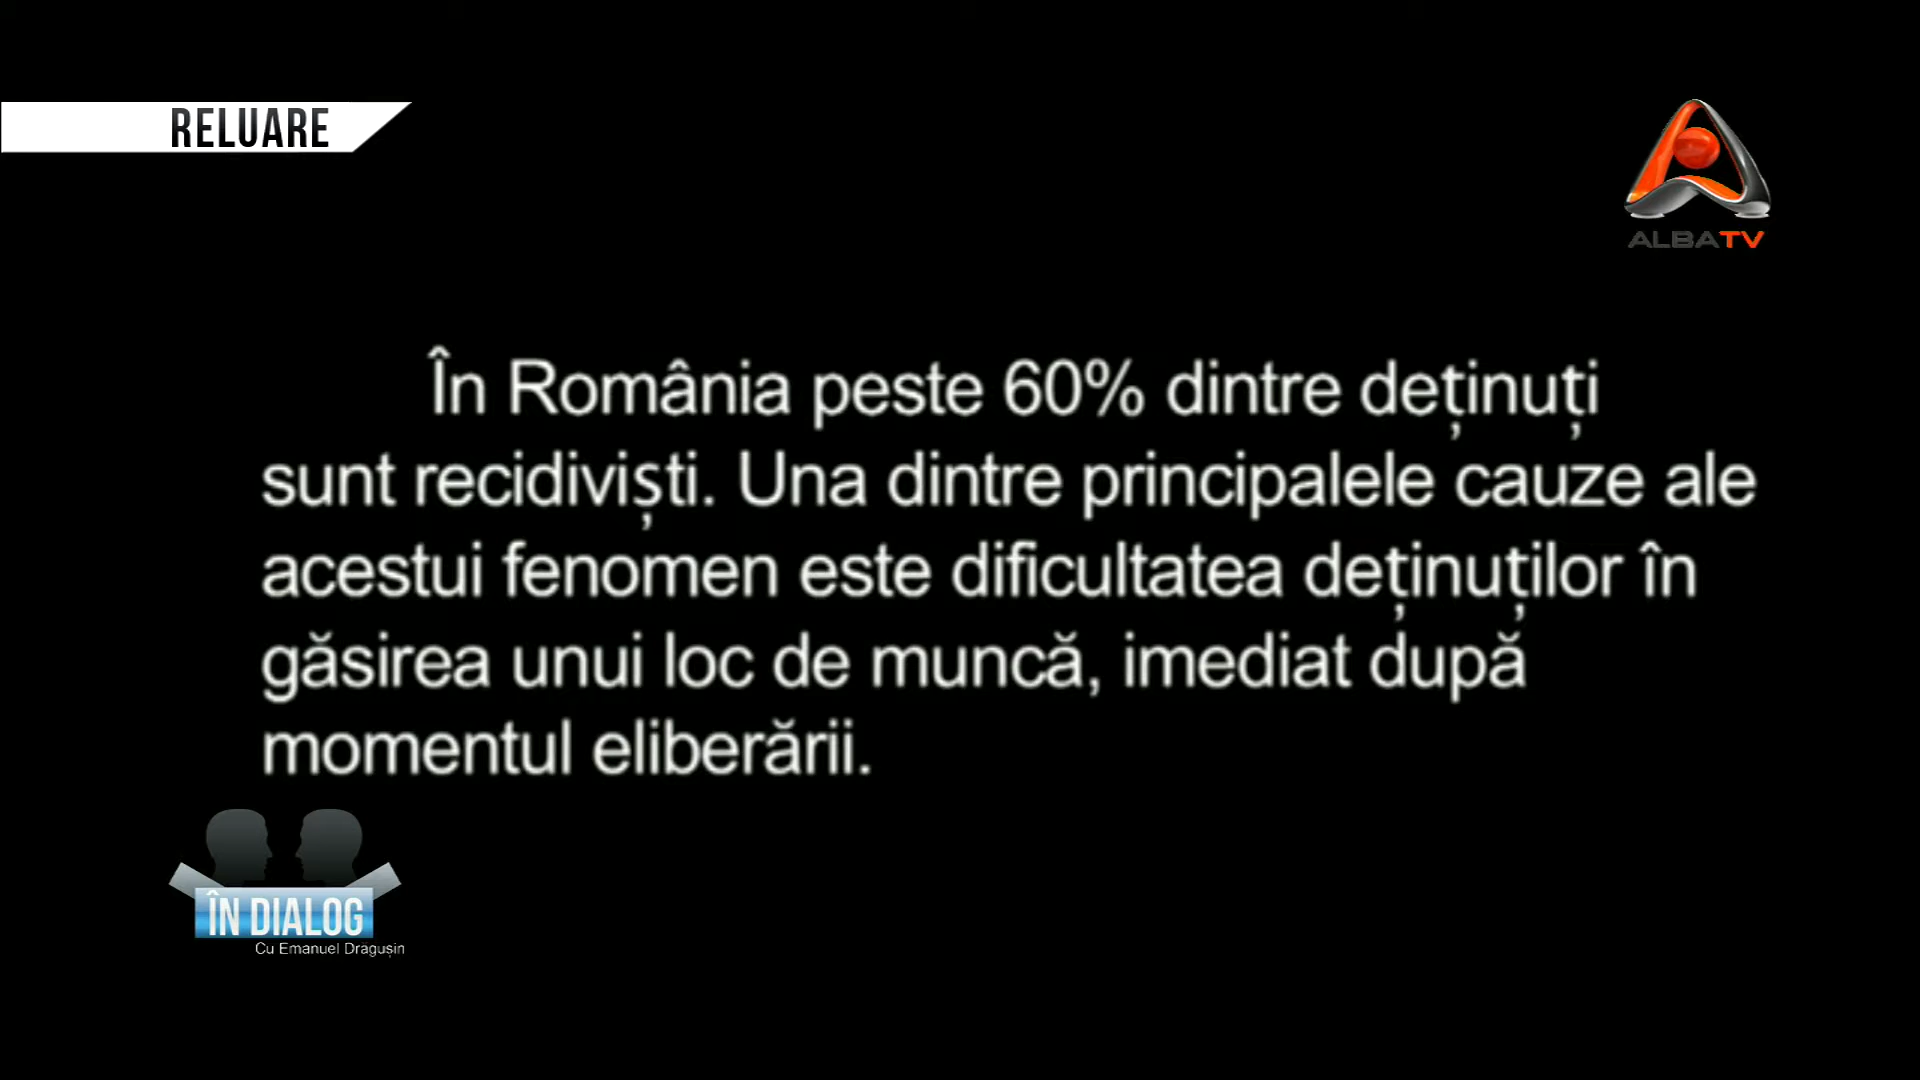 RELUARE
ALBATV
În România peste 60% dintre deținuți
sunt recidiviști. Una dintre principalele cauze ale
acestui fenomen este dificultatea deținuților în
găsirea unui loc de muncă, imediat după
momentul eliberării.
ÎN DIALOG
Cu Emanuel Drăgușin